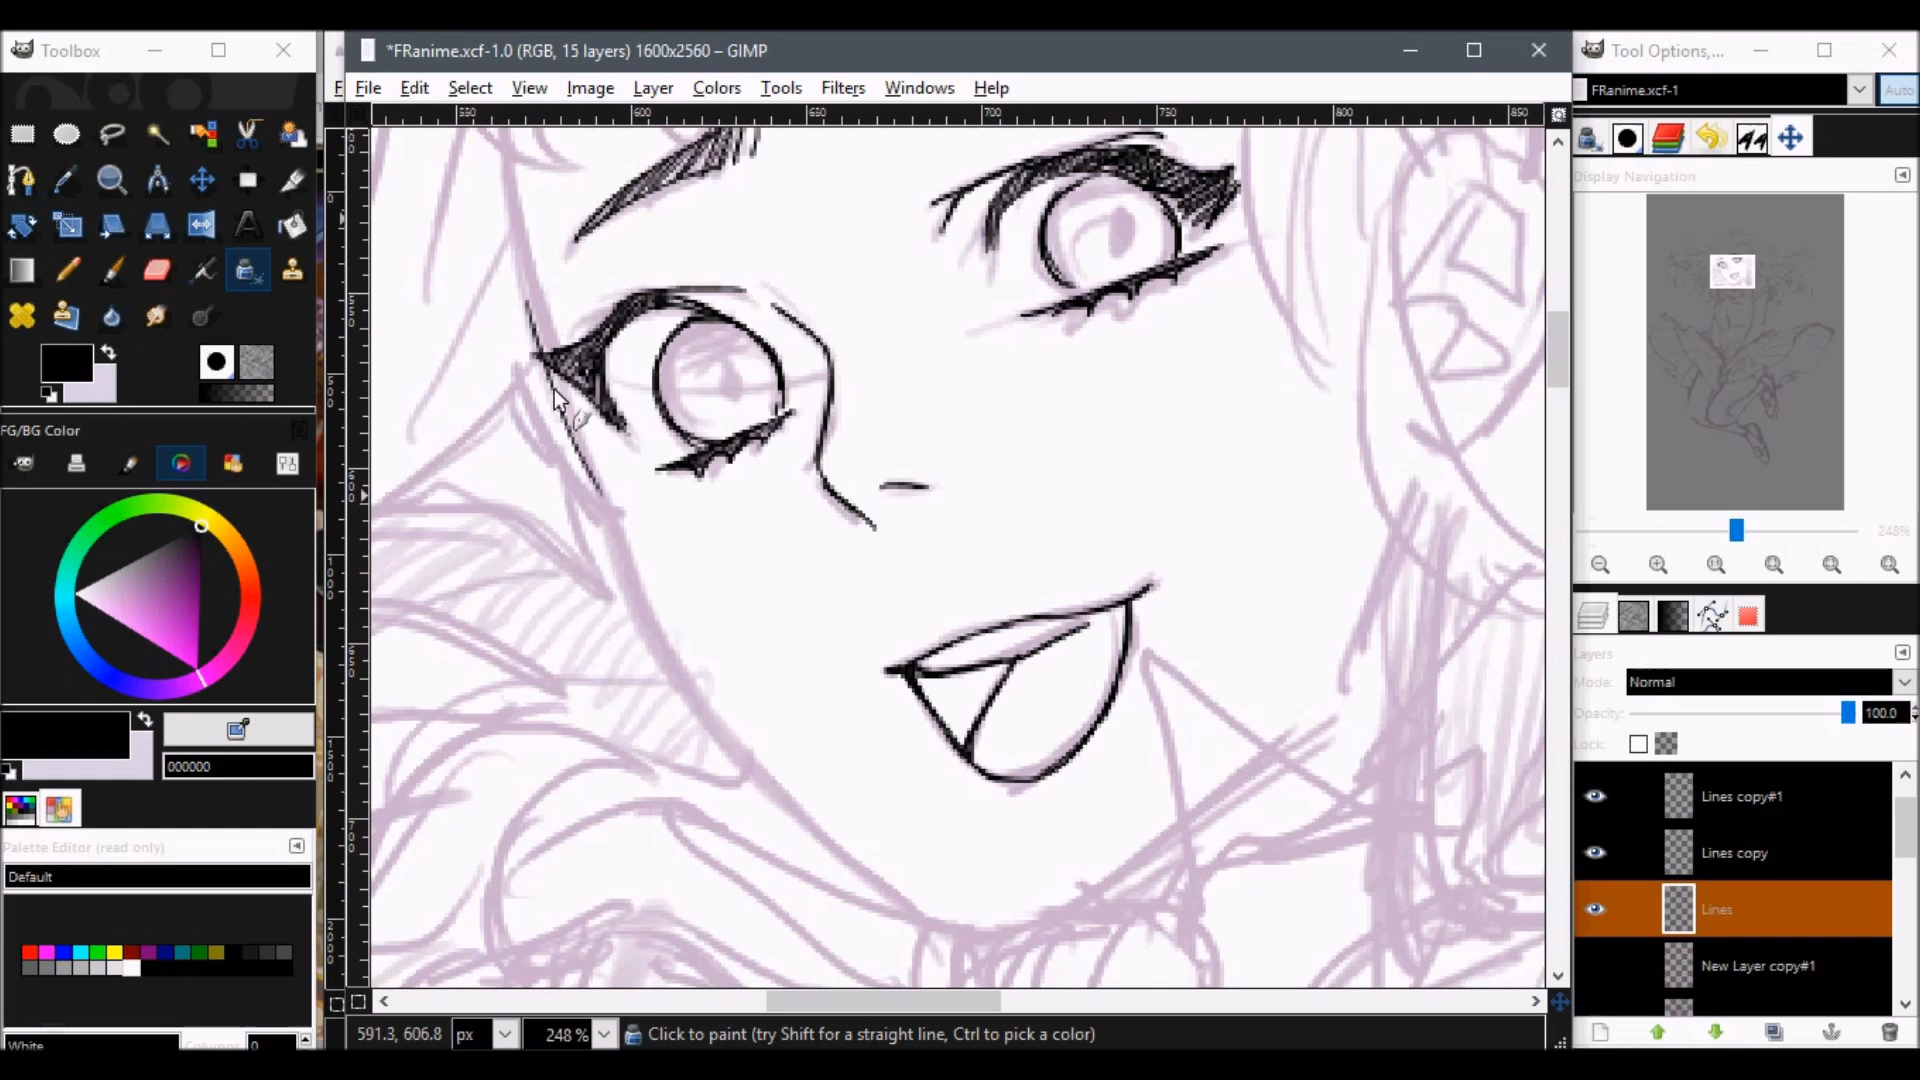 Toolbox
*FRanime.xcf-1.0 (RGB, 15 layers) 1600x2560 – GIMP
Tool Options,...
F
File Edit Select View Image Layer Colors Tools Filters Windows Help
FRanime.xcf-1
Auto
550 600 650 700 750 800 850
Display Navigation
FG/BG Color
248%
000000
Layers
Mode: Normal
Opacity: 100.0
Lock:
Lines copy#1
Lines copy
Lines
New Layer copy#1
Palette Editor (read only)
Default
White
Columns: 0
591.3, 606.8 px 248 % Click to paint (try Shift for a straight line, Ctrl to pick a color)